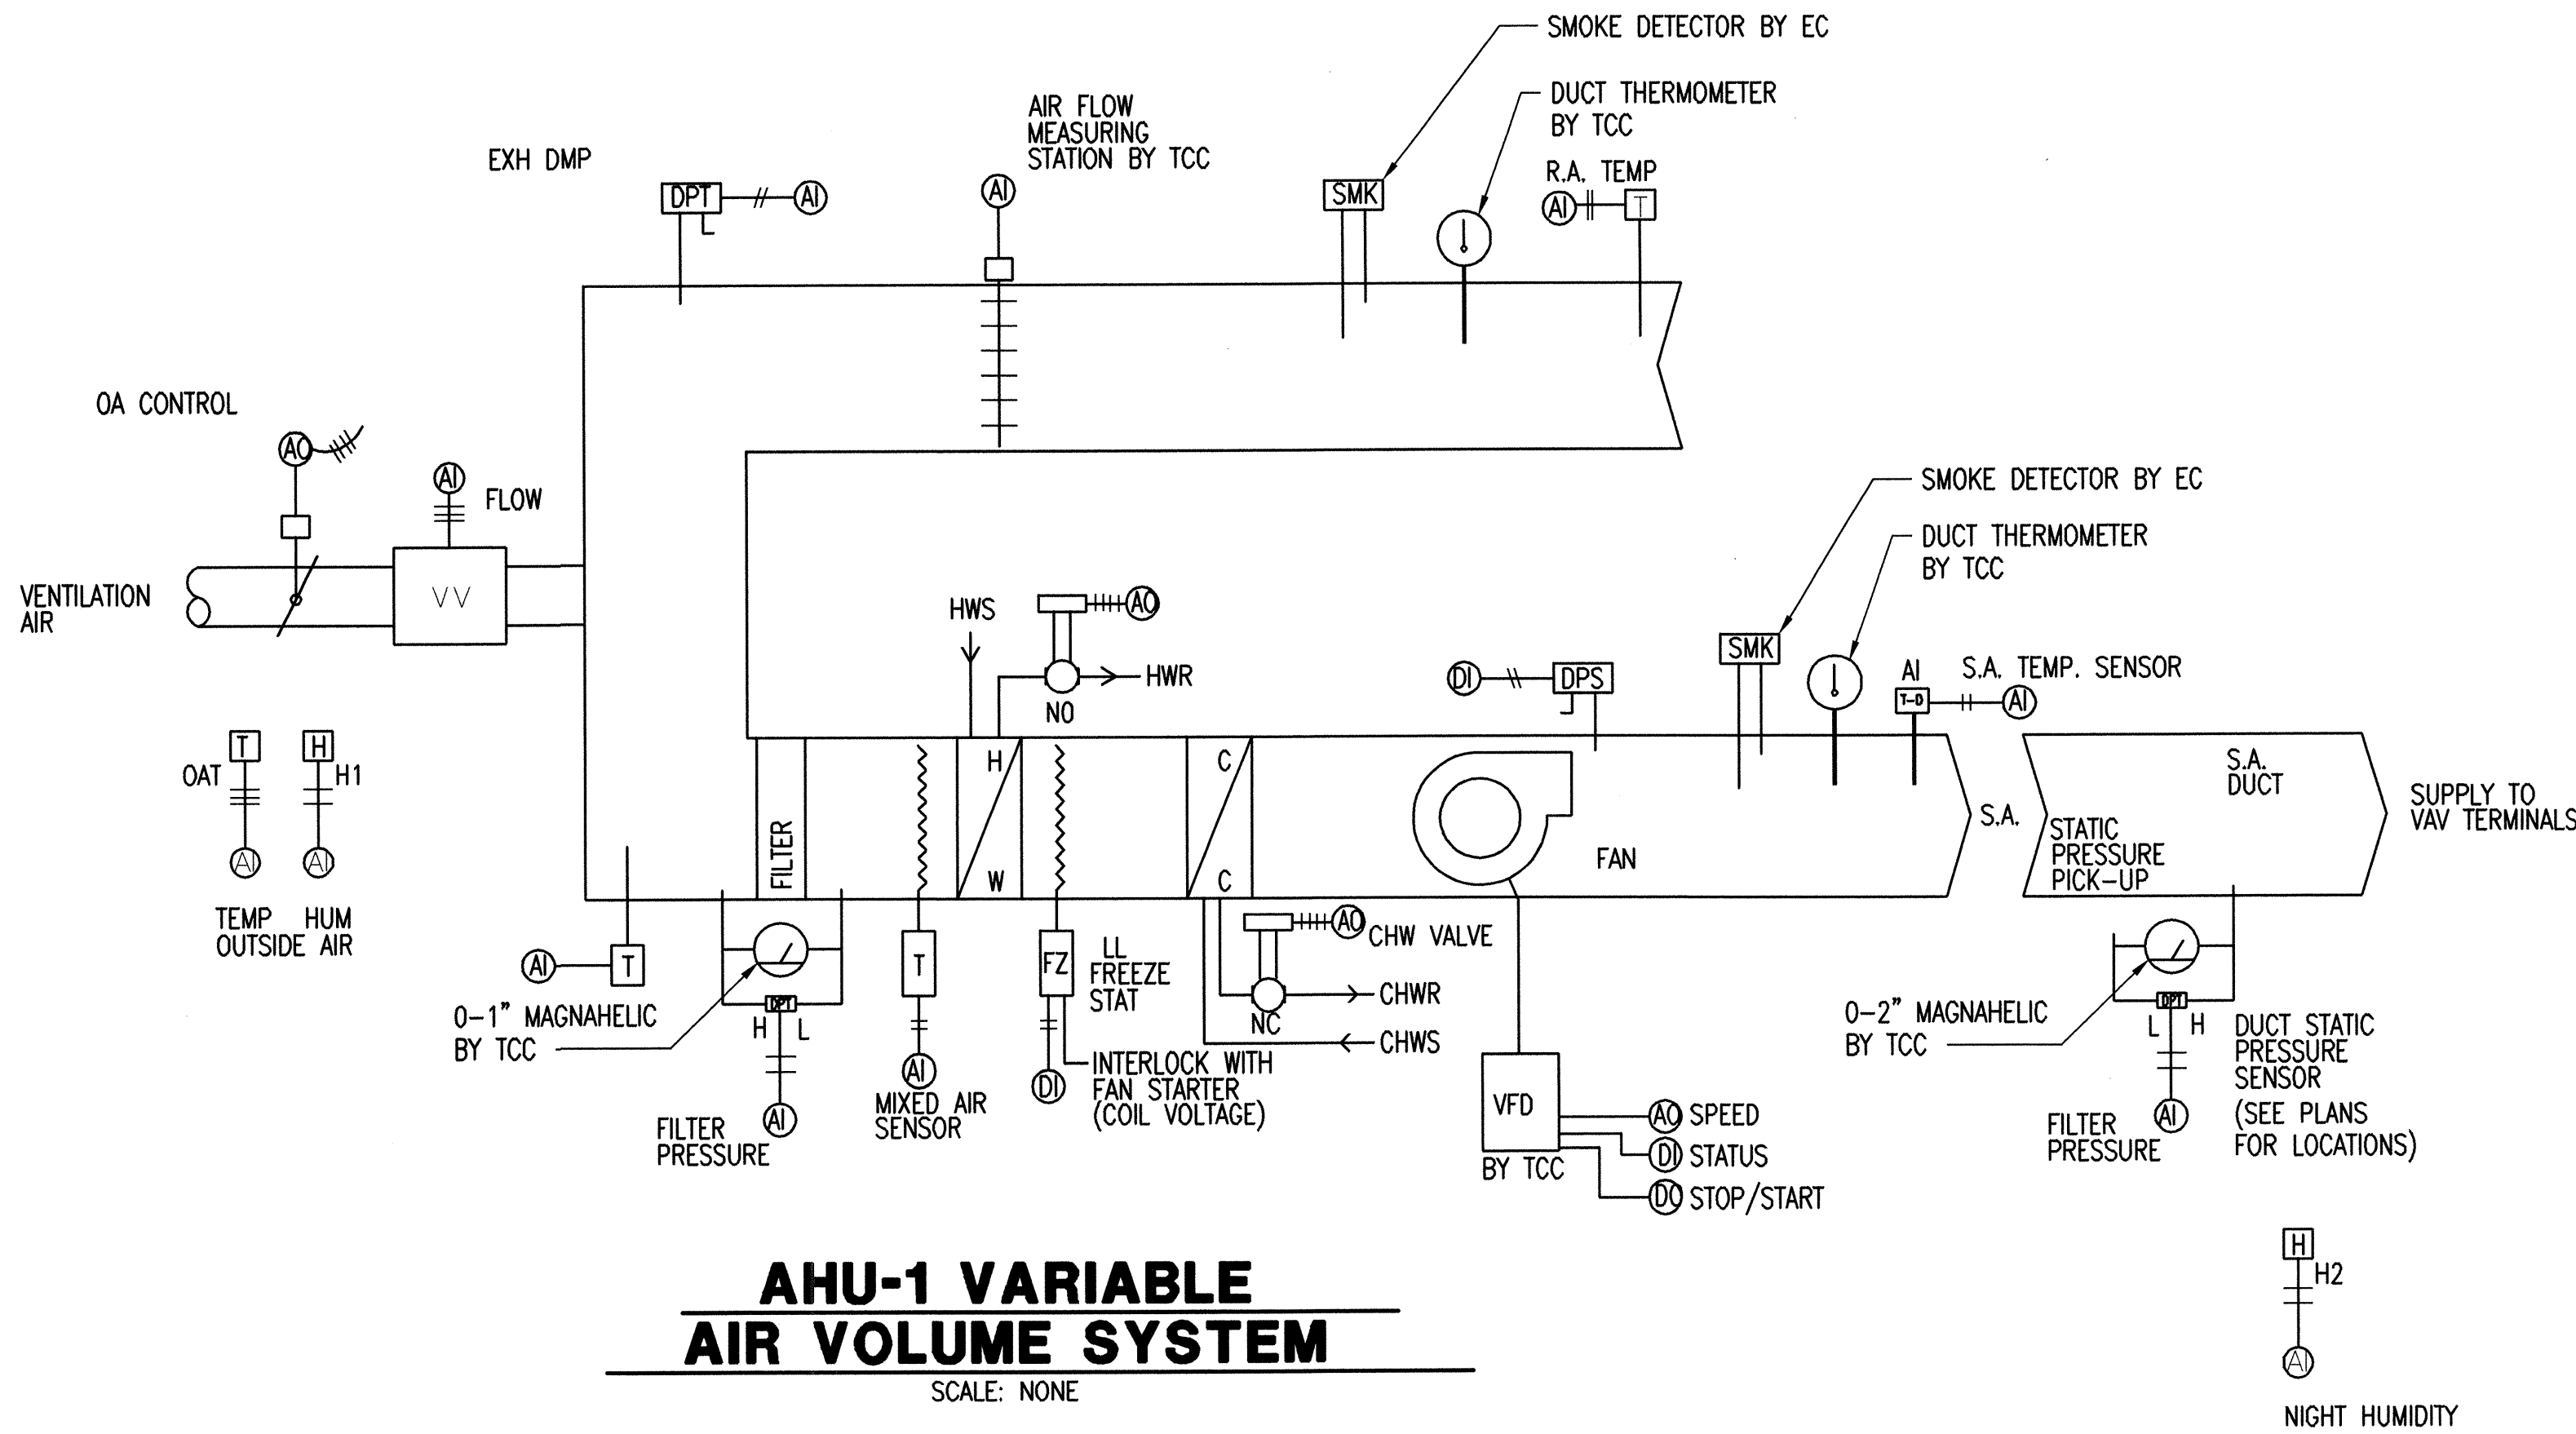 SMOKE DETECTOR BY EC
DUCT THERMOMETER
BY TCC
AIR FLOW
MEASURING
STATION BY TCC
EXH DMP
R.A. TEMP
DPT
AI
AI
SMK
AI
T
L
OA CONTROL
AO
AI
FLOW
SMOKE DETECTOR BY EC
DUCT THERMOMETER
BY TCC
VENTILATION
AIR
VV
HWS
AO
HWR
NO
DI
DPS
SMK
AI
S.A. TEMP. SENSOR
T-D
AI
T
H
OAT
H1
AI
AI
TEMP HUM
OUTSIDE AIR
FILTER
H
W
C
C
FAN
S.A.
S.A.
DUCT
STATIC
PRESSURE
PICK-UP
SUPPLY TO
VAV TERMINALS
AI
T
T
FZ
LL
FREEZE
STAT
AO
CHW VALVE
CHWR
NC
CHWS
0-1" MAGNAHELIC
BY TCC
DPT
H
L
AI
FILTER
PRESSURE
AI
MIXED AIR
SENSOR
DI
INTERLOCK WITH
FAN STARTER
(COIL VOLTAGE)
VFD
BY TCC
AO SPEED
DI STATUS
DO STOP/START
0-2" MAGNAHELIC
BY TCC
DPT
L
H
AI
FILTER
PRESSURE
DUCT STATIC
PRESSURE
SENSOR
(SEE PLANS
FOR LOCATIONS)
H
H2
AI
NIGHT HUMIDITY
AHU-1 VARIABLE
AIR VOLUME SYSTEM
SCALE: NONE